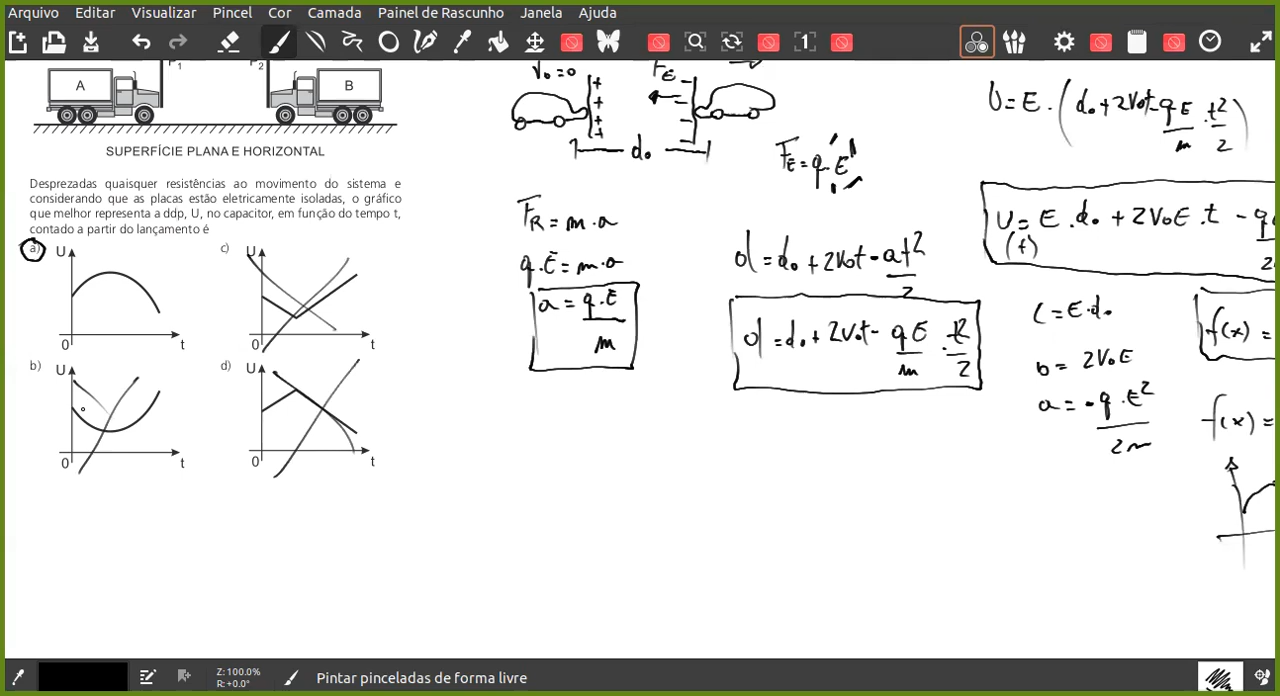 Arquivo Editar Visualizar Pincel Cor Camada Painel de Rascunho Janela Ajuda
1
A
B
SUPERFÍCIE PLANA E HORIZONTAL
Desprezadas quaisquer resistências ao movimento do sistema e
considerando que as placas estão eletricamente isoladas, o gráfico
que melhor representa a ddp, U, no capacitor, em função do tempo t,
contado a partir do lançamento é
a) U 0 t
c) U 0 t
b) U 0 t
d) U 0 t
V₀=0
F_E
+ + + +
d₀
F_E = q.E
F_R = m.a
q.E = m.a
a = q.E/m
d = d₀ + 2V₀t - at²/2
d = d₀ + 2V₀t - qE/m . t²/2
U = E.(d₀ + 2V₀t - qE/m . t²/2)
U(t) = E.d₀ + 2V₀E.t -
C = E.d₀
b = 2V₀E
a = -q.E²/2m
f(x) =
f(x) =
Z: 100.0%
R: +0.0°
Pintar pinceladas de forma livre